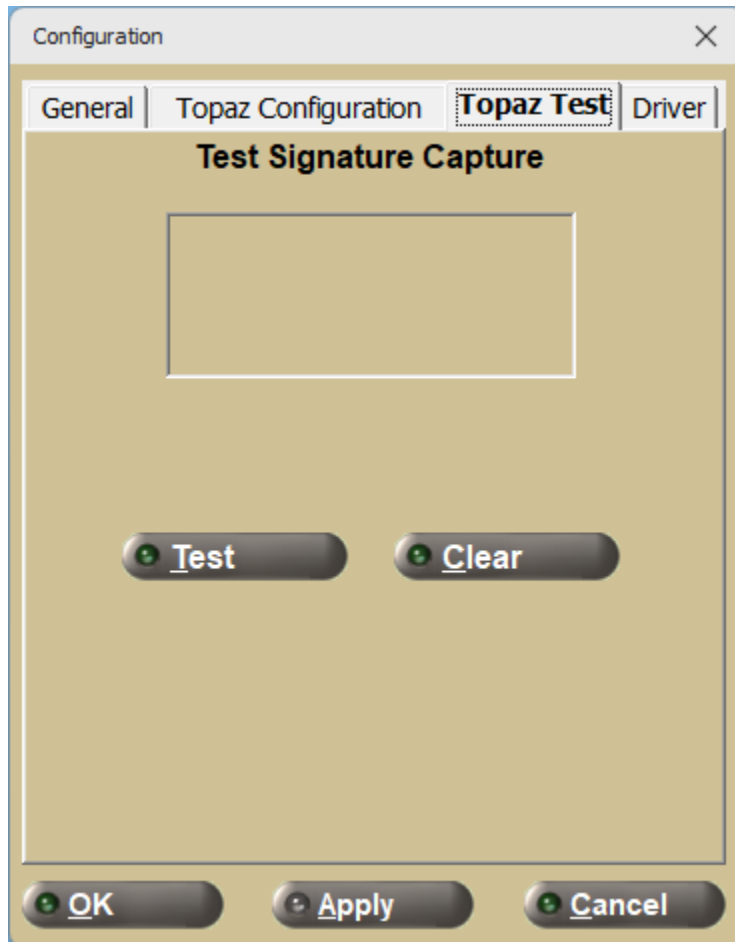 Configuration
General Topaz Configuration Topaz Test Driver
Test Signature Capture
Test Clear
OK Apply Cancel